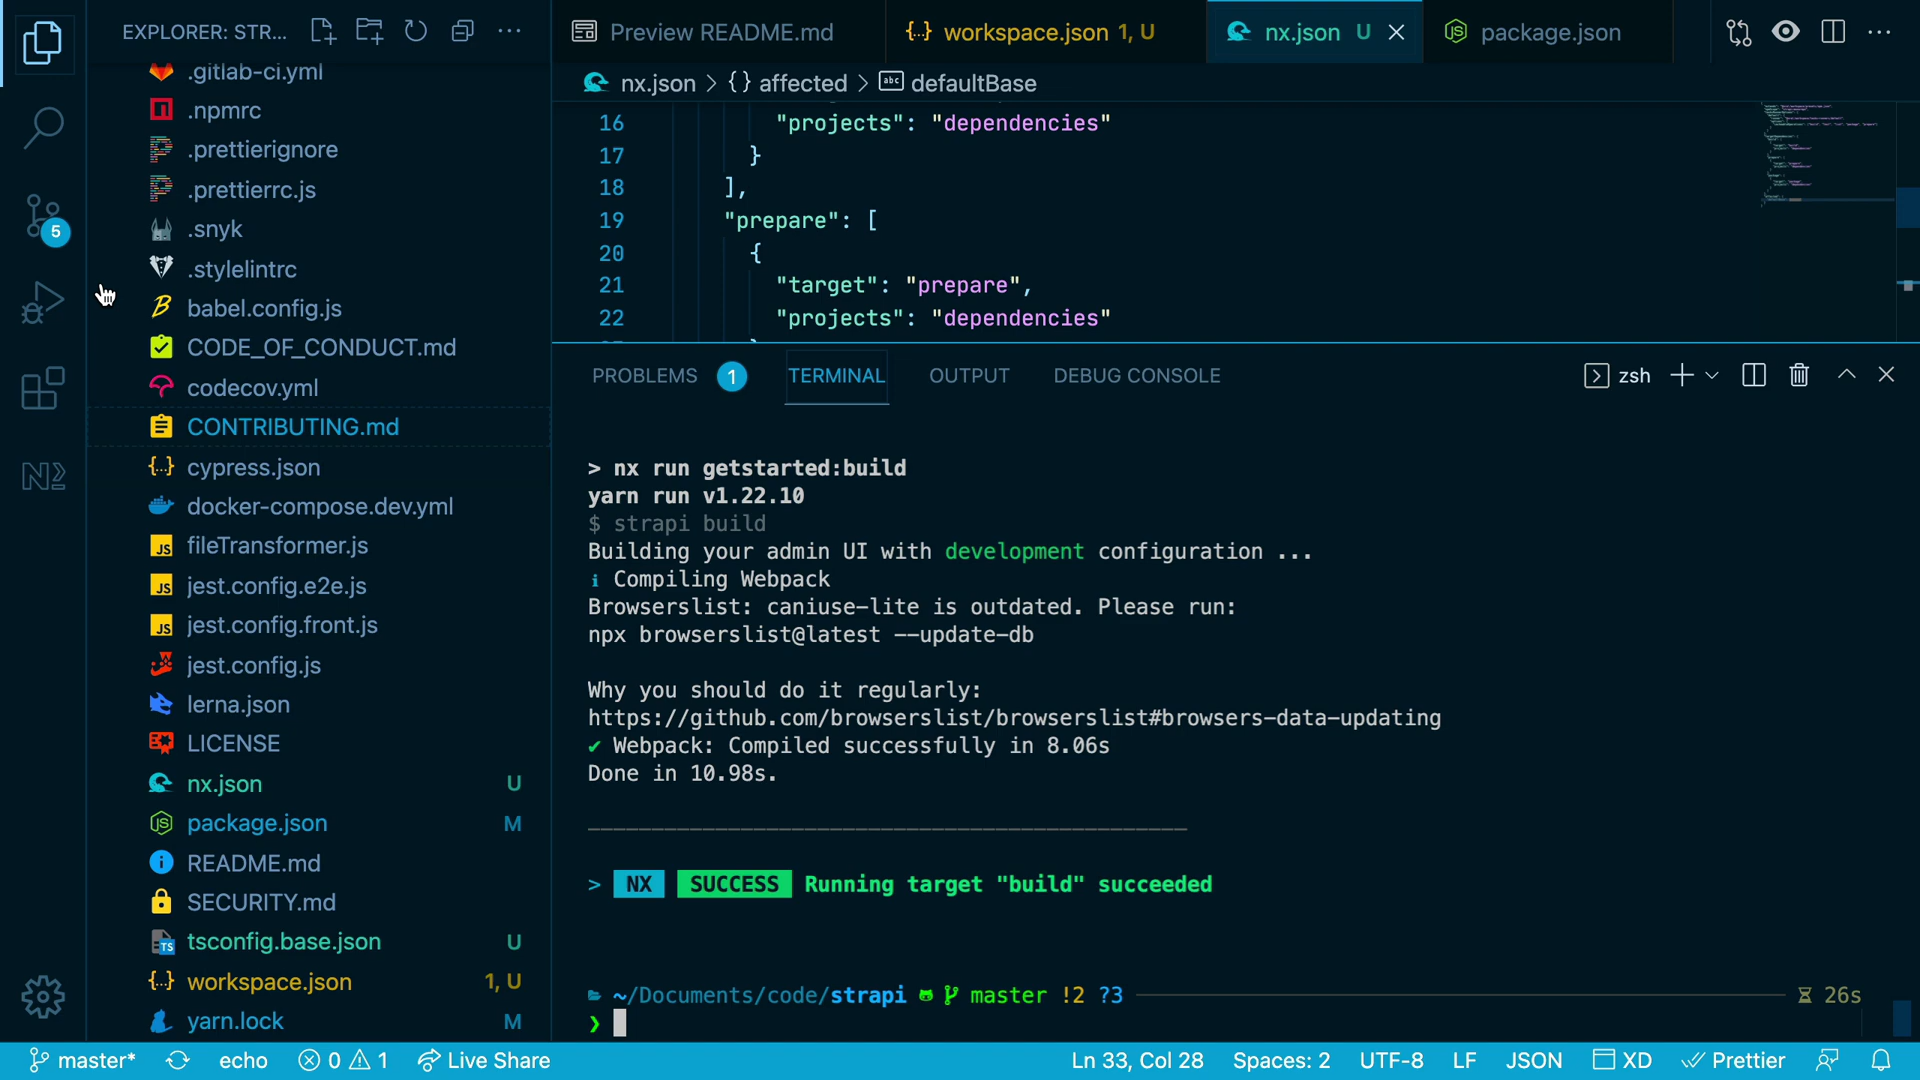 EXPLORER: STR...
Preview README.md
{..} workspace.json 1, U
nx.json U
package.json
nx.json > {} affected > abc defaultBase
.gitlab-ci.yml
.npmrc
.prettierignore
.prettierrc.js
.snyk
.stylelintrc
babel.config.js
CODE_OF_CONDUCT.md
codecov.yml
CONTRIBUTING.md
{..} cypress.json
docker-compose.dev.yml
JS fileTransformer.js
JS jest.config.e2e.js
JS jest.config.front.js
jest.config.js
lerna.json
LICENSE
nx.json U
package.json M
README.md
SECURITY.md
TS tsconfig.base.json U
{..} workspace.json 1, U
yarn.lock M
5
16 "projects": "dependencies"
17 }
18 ],
19 "prepare": [
20 {
21 "target": "prepare",
22 "projects": "dependencies"
PROBLEMS 1 TERMINAL OUTPUT DEBUG CONSOLE
zsh
> nx run getstarted:build
yarn run v1.22.10
$ strapi build
Building your admin UI with development configuration ...
i Compiling Webpack
Browserslist: caniuse-lite is outdated. Please run:
npx browserslist@latest --update-db
Why you should do it regularly:
https://github.com/browserslist/browserslist#browsers-data-updating
✔ Webpack: Compiled successfully in 8.06s
Done in 10.98s.
> NX SUCCESS Running target "build" succeeded
~/Documents/code/strapi master !2 ?3 26s
❯
master* echo 0 1 Live Share
Ln 33, Col 28 Spaces: 2 UTF-8 LF JSON XD Prettier